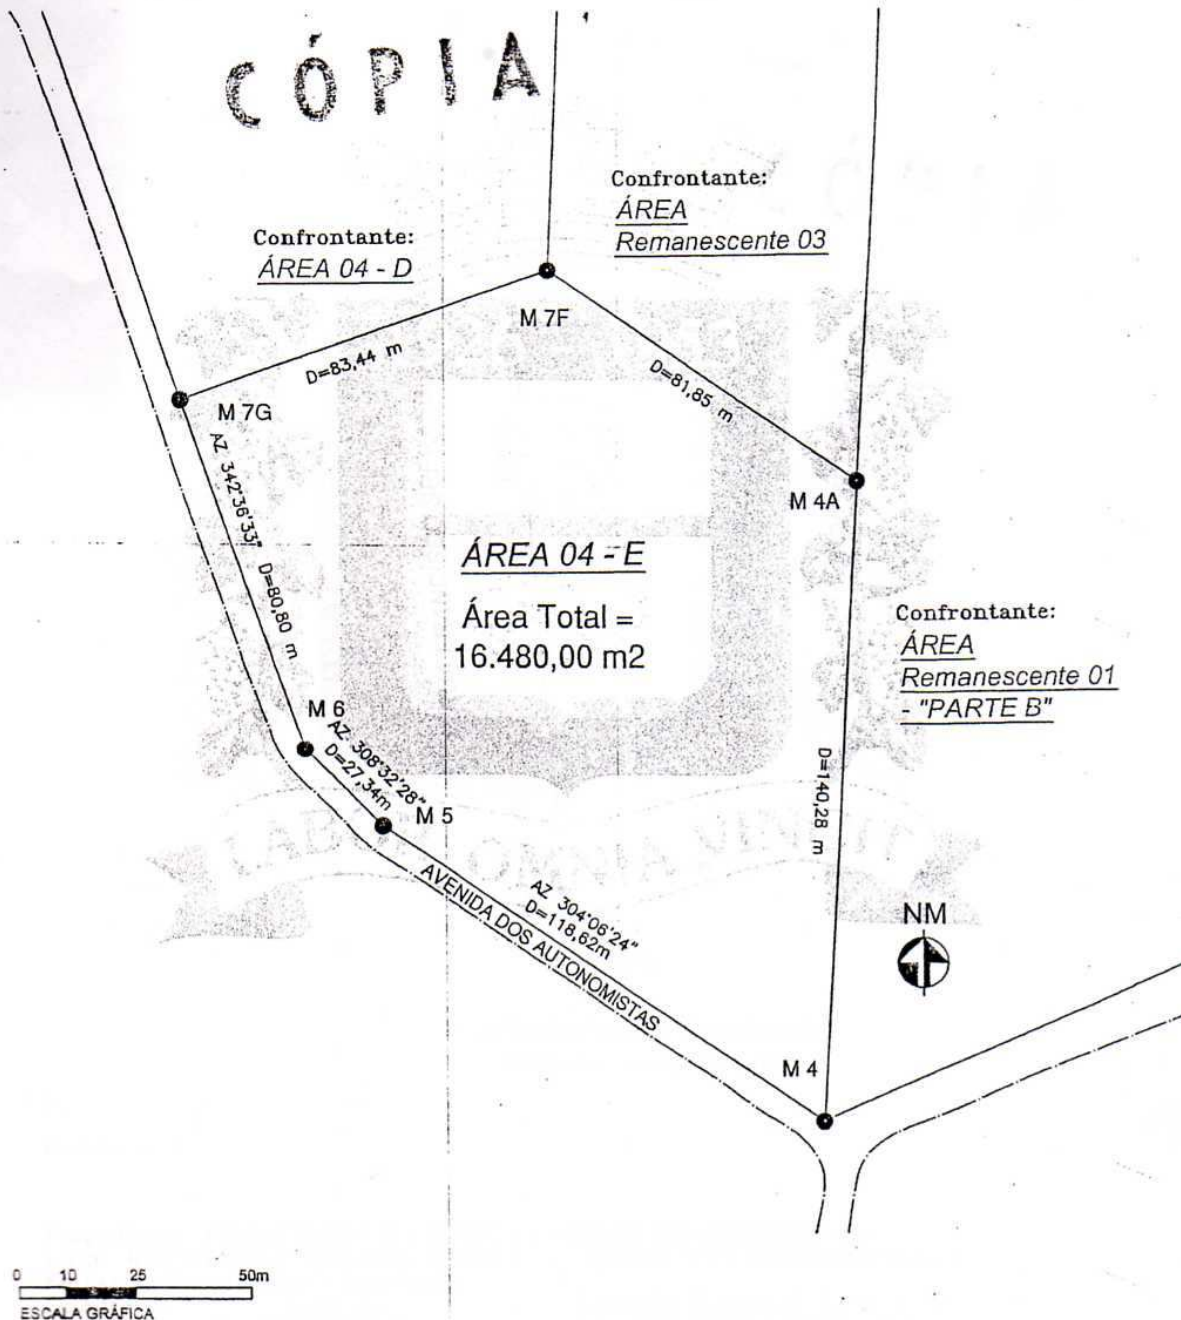 CÓPIA
Confrontante:
ÁREA
Remanescente 03
Confrontante:
ÁREA 04 - D
M 7F
D=83,44 m
D=81,85 m
M 7G
M 4A
AZ 342°36'33" D=80,80 m
ÁREA 04 - E
Área Total =
16.480,00 m2
Confrontante:
ÁREA
Remanescente 01
- "PARTE B"
M 6
AZ 308°32'28"
D=27,34m
M 5
D=140,28 m
LABOR OMNIA VINCIT
AZ 304°06'24"
D=118,62m
AVENIDA DOS AUTONOMISTAS
NM
M 4
0 10 25 50m
ESCALA GRÁFICA